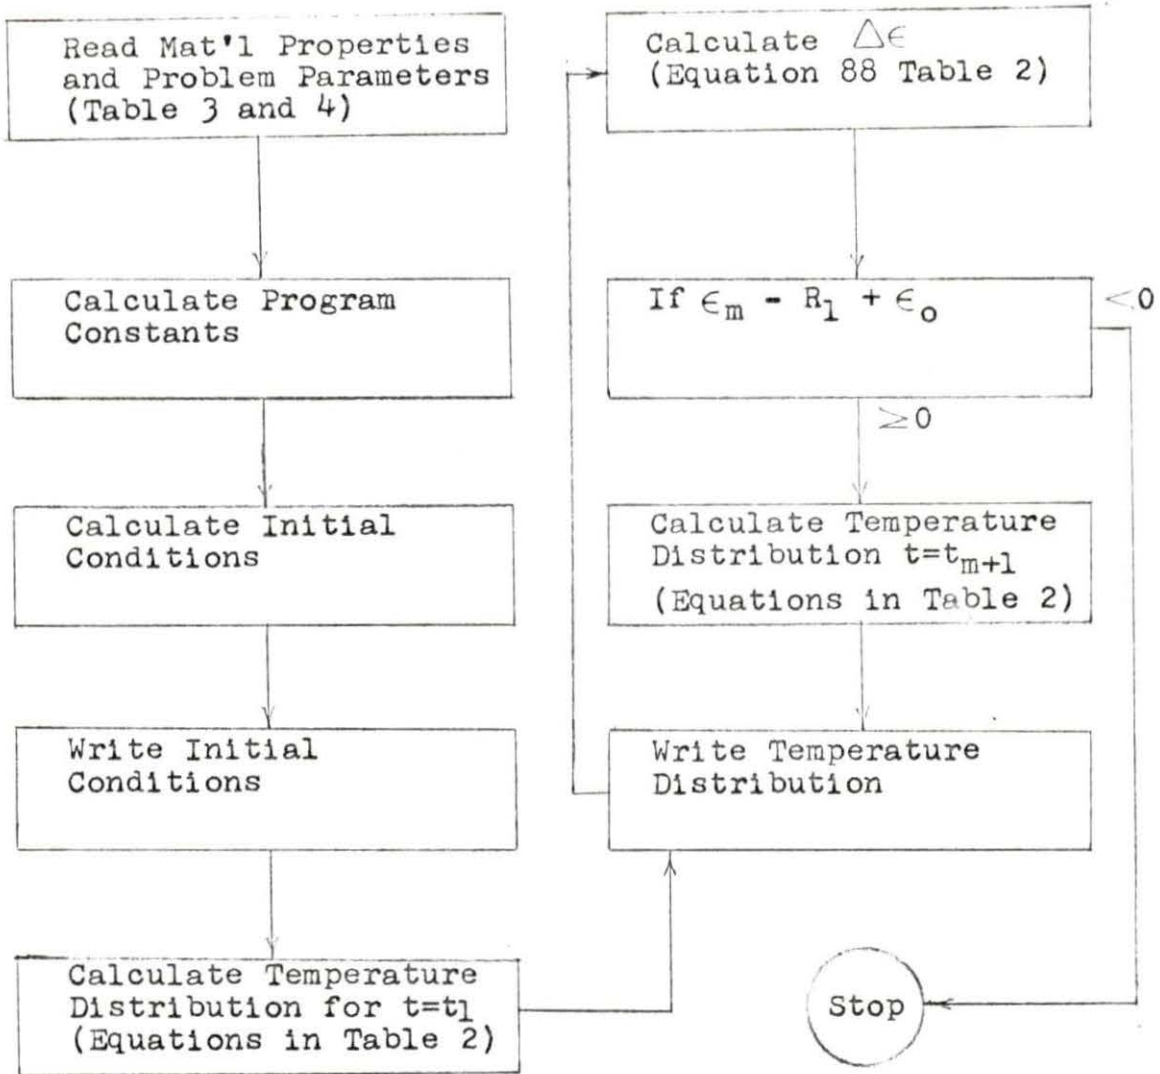 Read Mat'l Properties
and Problem Parameters
(Table 3 and 4)
Calculate Program
Constants
Calculate Initial
Conditions
Write Initial
Conditions
Calculate Temperature
Distribution for t=t1
(Equations in Table 2)
Calculate Δϵ
(Equation 88 Table 2)
If ϵm - R1 + ϵo
<0
≥0
Calculate Temperature
Distribution t=tm+1
(Equations in Table 2)
Write Temperature
Distribution
Stop